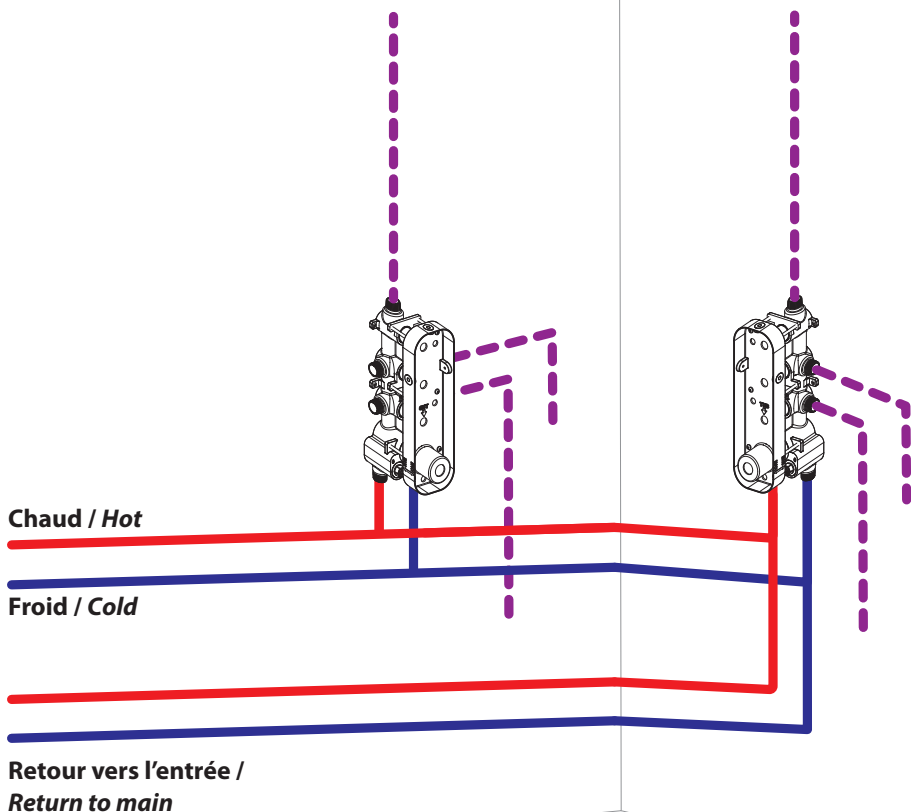 Chaud / Hot
Froid / Cold
Retour vers l'entrée /
Return to main